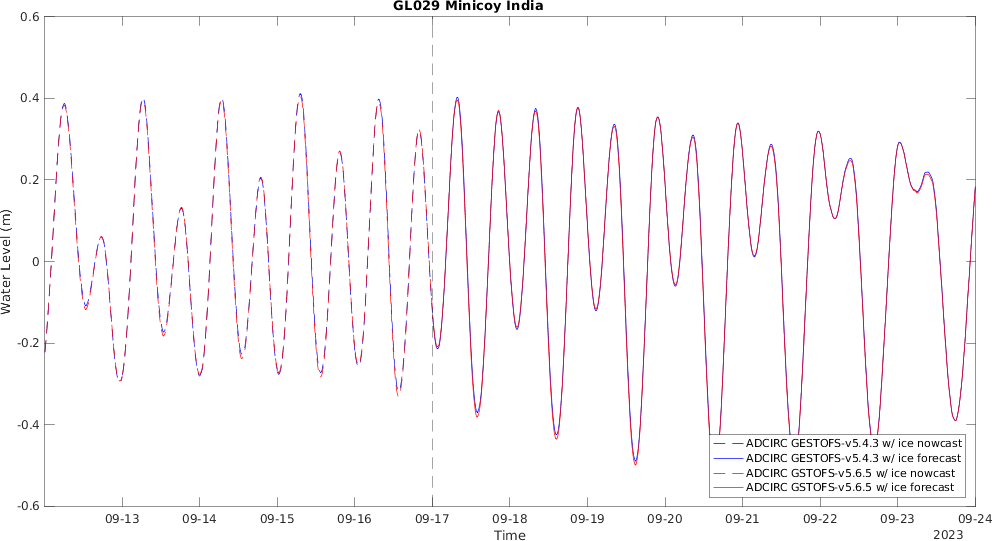 GL029 Minicoy India
0.6
0.4
0.2
0
-0.2
-0.4
-0.6
Water Level (m)
ADCIRC GESTOFS-v5.4.3 w/ ice nowcast
ADCIRC GESTOFS-v5.4.3 w/ ice forecast
ADCIRC GSTOFS-v5.6.5 w/ ice nowcast
ADCIRC GSTOFS-v5.6.5 w/ ice forecast
09-13 09-14 09-15 09-16 09-17 09-18 09-19 09-20 09-21 09-22 09-23 09-24
Time
2023